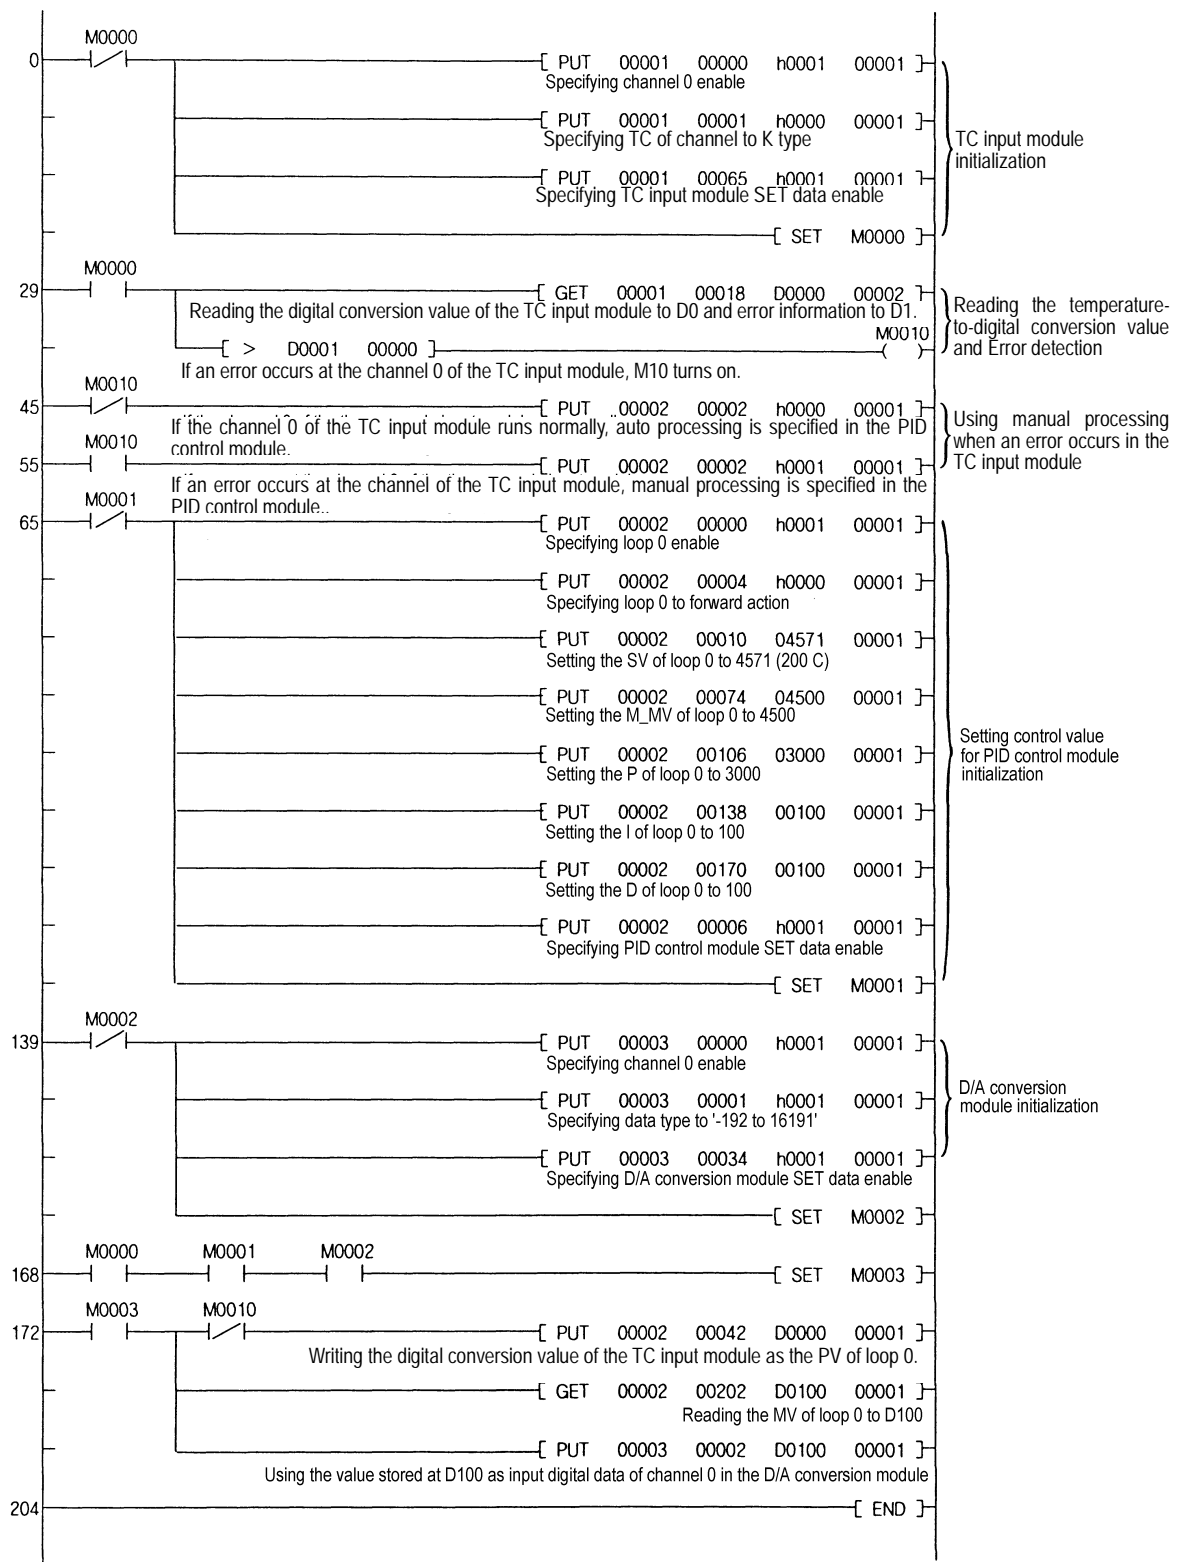 M0000
0 [ PUT 00001 00000 h0001 00001 ]
Specifying channel 0 enable
[ PUT 00001 00001 h0000 00001 ]
Specifying TC of channel to K type
TC input module
initialization
[ PUT 00001 00065 h0001 00001 ]
Specifying TC input module SET data enable
[ SET M0000 ]
M0000
29 [ GET 00001 00018 D0000 00002 ]
Reading the digital conversion value of the TC input module to D0 and error information to D1.
Reading the temperature-
to-digital conversion value
and Error detection
M0010
[ > D0001 00000 ] ( )
If an error occurs at the channel 0 of the TC input module, M10 turns on.
M0010
45 [ PUT 00002 00002 h0000 00001 ]
If the channel 0 of the TC input module runs normally, auto processing is specified in the PID
control module.
Using manual processing
when an error occurs in the
TC input module
M0010
55 [ PUT 00002 00002 h0001 00001 ]
If an error occurs at the channel of the TC input module, manual processing is specified in the
PID control module..
M0001
65 [ PUT 00002 00000 h0001 00001 ]
Specifying loop 0 enable
[ PUT 00002 00004 h0000 00001 ]
Specifying loop 0 to forward action
[ PUT 00002 00010 04571 00001 ]
Setting the SV of loop 0 to 4571 (200 C)
[ PUT 00002 00074 04500 00001 ]
Setting the M_MV of loop 0 to 4500
Setting control value
for PID control module
initialization
[ PUT 00002 00106 03000 00001 ]
Setting the P of loop 0 to 3000
[ PUT 00002 00138 00100 00001 ]
Setting the I of loop 0 to 100
[ PUT 00002 00170 00100 00001 ]
Setting the D of loop 0 to 100
[ PUT 00002 00006 h0001 00001 ]
Specifying PID control module SET data enable
[ SET M0001 ]
M0002
139 [ PUT 00003 00000 h0001 00001 ]
Specifying channel 0 enable
D/A conversion
module initialization
[ PUT 00003 00001 h0001 00001 ]
Specifying data type to '-192 to 16191'
[ PUT 00003 00034 h0001 00001 ]
Specifying D/A conversion module SET data enable
[ SET M0002 ]
M0000 M0001 M0002
168 [ SET M0003 ]
M0003 M0010
172 [ PUT 00002 00042 D0000 00001 ]
Writing the digital conversion value of the TC input module as the PV of loop 0.
[ GET 00002 00202 D0100 00001 ]
Reading the MV of loop 0 to D100
[ PUT 00003 00002 D0100 00001 ]
Using the value stored at D100 as input digital data of channel 0 in the D/A conversion module
204 [ END ]